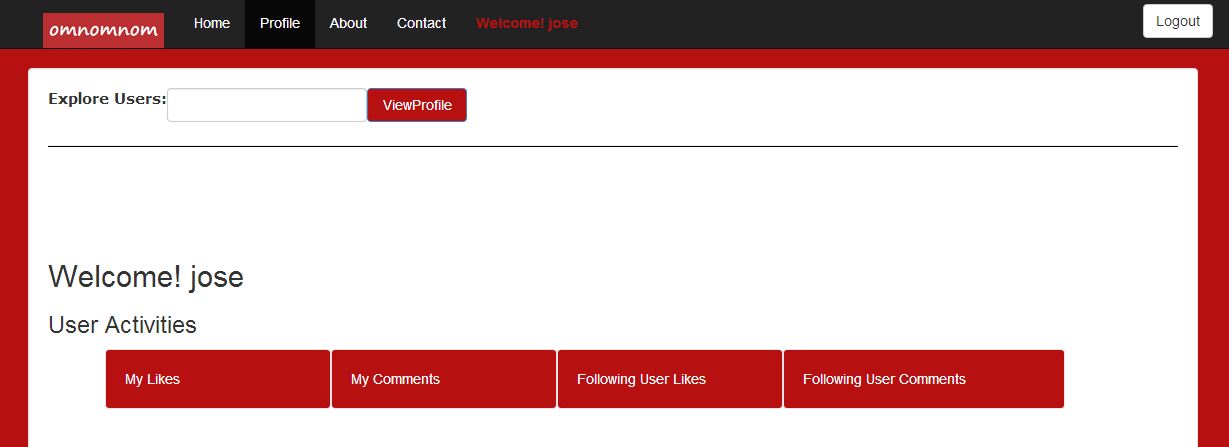 omnomnom Home Profile About Contact Welcome! jose Logout
Explore Users: ViewProfile
Welcome! jose
User Activities
My Likes My Comments Following User Likes Following User Comments